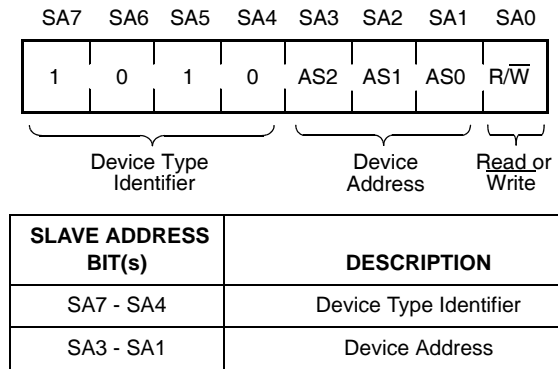 SA7 SA6 SA5 SA4 SA3 SA2 SA1 SA0
1 0 1 0 AS2 AS1 AS0 R/W̅
Device Type Identifier
Device Address
Read or Write
SLAVE ADDRESS BIT(s) DESCRIPTION
SA7 - SA4 Device Type Identifier
SA3 - SA1 Device Address